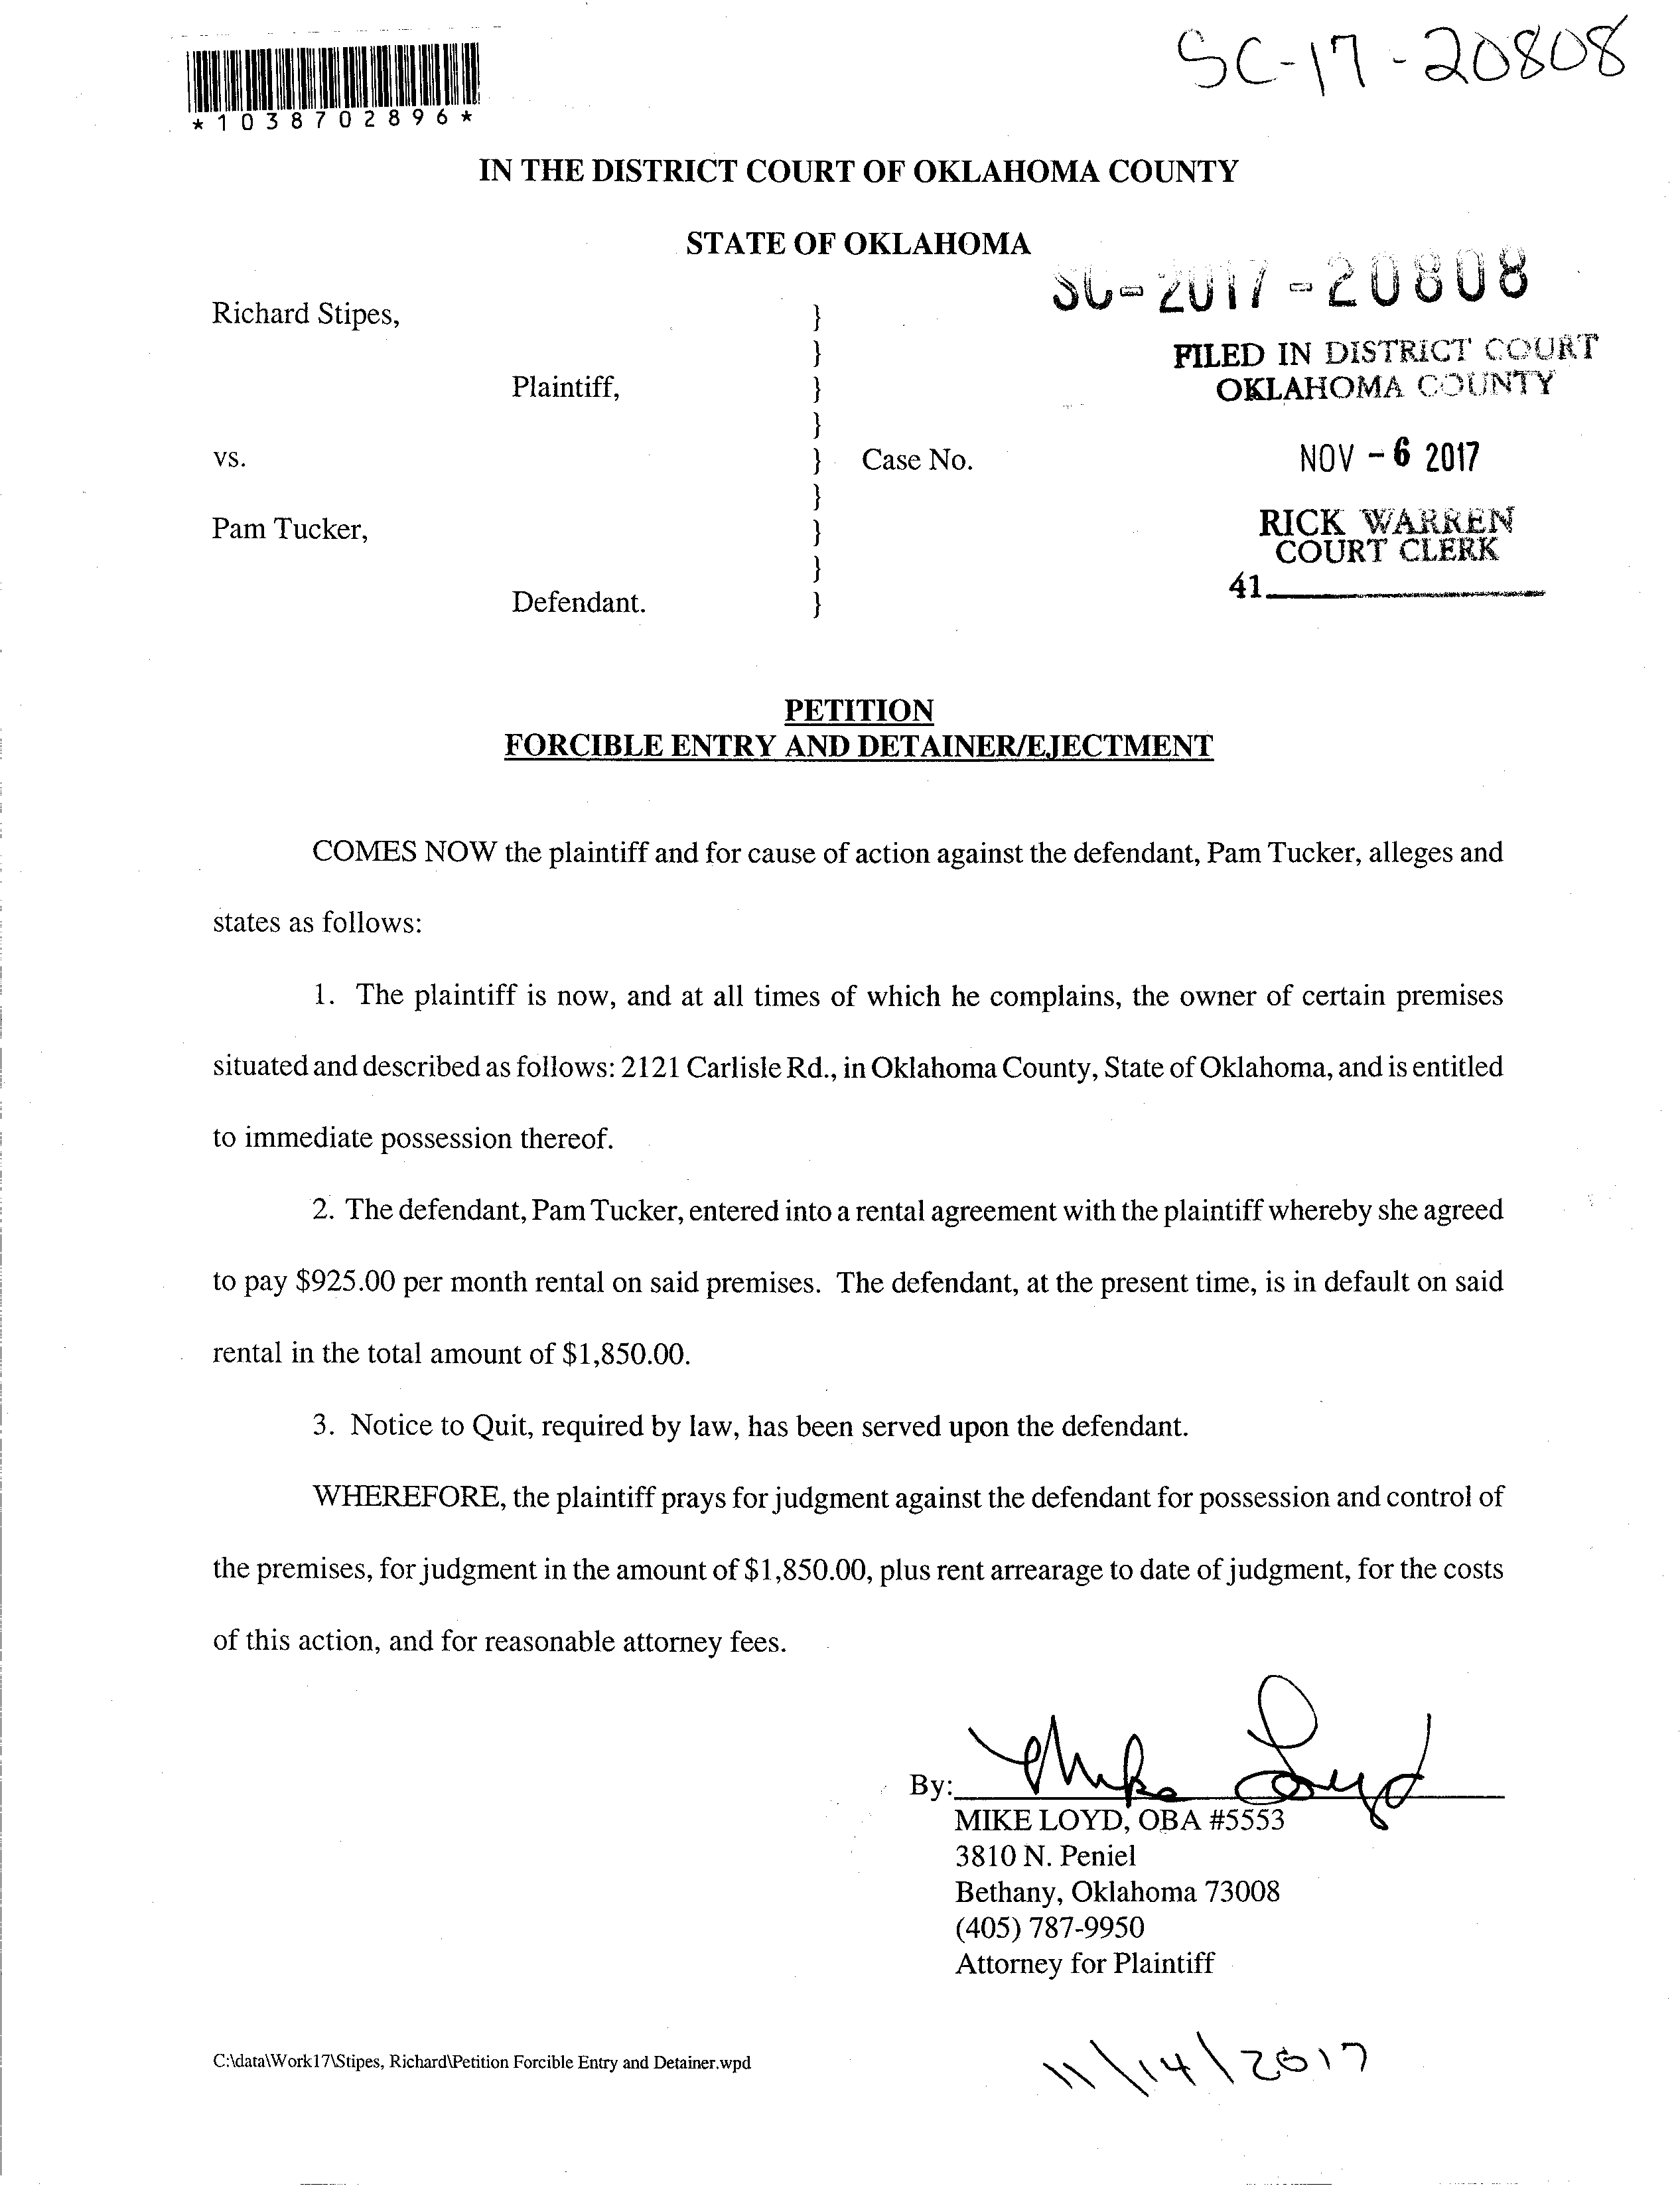 SC-17-20808
*1038702896*
IN THE DISTRICT COURT OF OKLAHOMA COUNTY
STATE OF OKLAHOMA
SC-2017-20808
Richard Stipes, }
FILED IN DISTRICT COURT
OKLAHOMA COUNTY
}
Plaintiff, }
}
vs. } Case No.
NOV -6 2017
}
Pam Tucker, }
RICK WARREN
COURT CLERK
}
41
Defendant. }
PETITION
FORCIBLE ENTRY AND DETAINER/EJECTMENT
COMES NOW the plaintiff and for cause of action against the defendant, Pam Tucker, alleges and
states as follows:
1. The plaintiff is now, and at all times of which he complains, the owner of certain premises
situated and described as follows: 2121 Carlisle Rd., in Oklahoma County, State of Oklahoma, and is entitled
to immediate possession thereof.
2. The defendant, Pam Tucker, entered into a rental agreement with the plaintiff whereby she agreed
to pay $925.00 per month rental on said premises. The defendant, at the present time, is in default on said
rental in the total amount of $1,850.00.
3. Notice to Quit, required by law, has been served upon the defendant.
WHEREFORE, the plaintiff prays for judgment against the defendant for possession and control of
the premises, for judgment in the amount of $1,850.00, plus rent arrearage to date of judgment, for the costs
of this action, and for reasonable attorney fees.
By: Mike Loyd
MIKE LOYD, OBA #5553
3810 N. Peniel
Bethany, Oklahoma 73008
(405) 787-9950
Attorney for Plaintiff
C:\data\Work17\Stipes, Richard\Petition Forcible Entry and Detainer.wpd
11\14\2017